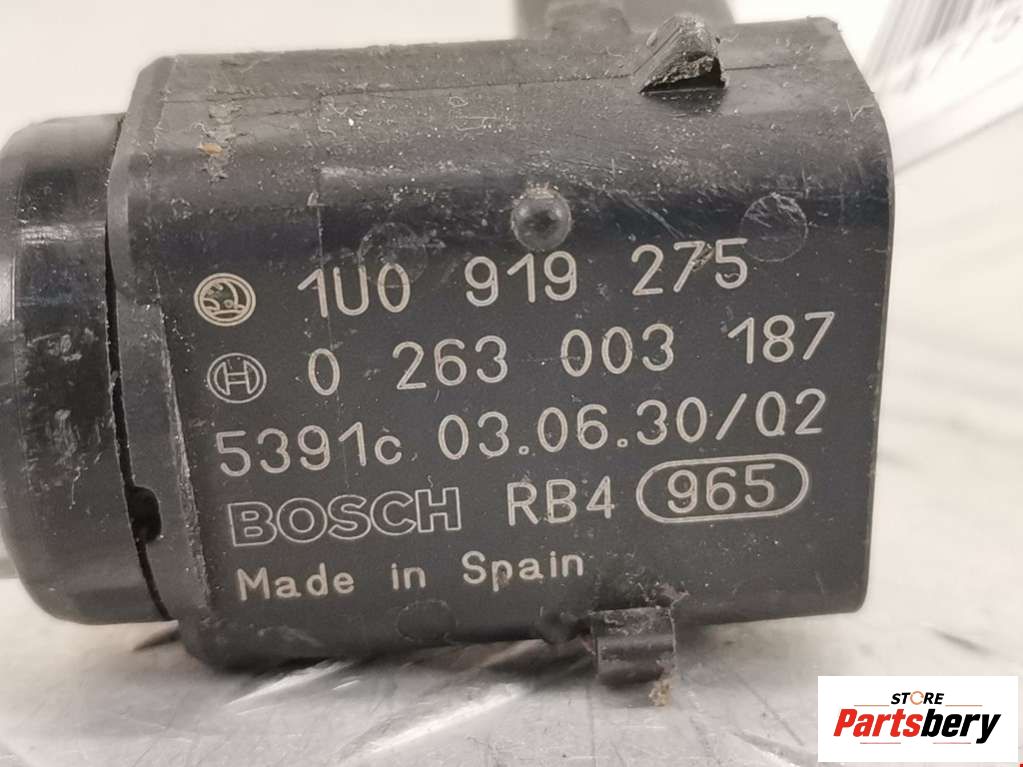 1U0 919 275
0 263 003 187
5391c 03.06.30/02
BOSCH RB4 965
Made in Spain
STORE
Partsbery